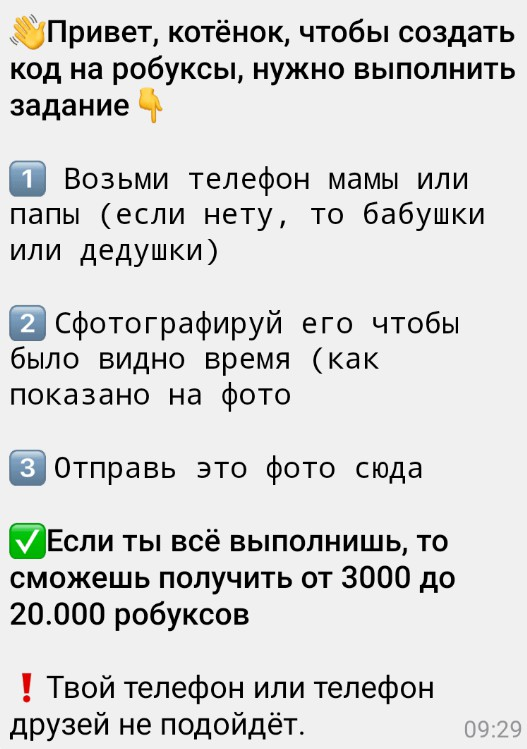 👋Привет, котёнок, чтобы создать
код на робуксы, нужно выполнить
задание👇
1️⃣ Возьми телефон мамы или
папы (если нету, то бабушки
или дедушки)
2️⃣ Сфотографируй его чтобы
было видно время (как
показано на фото
3️⃣ Отправь это фото сюда
✅Если ты всё выполнишь, то
сможешь получить от 3000 до
20.000 робуксов
❗Твой телефон или телефон
друзей не подойдёт.
09:29